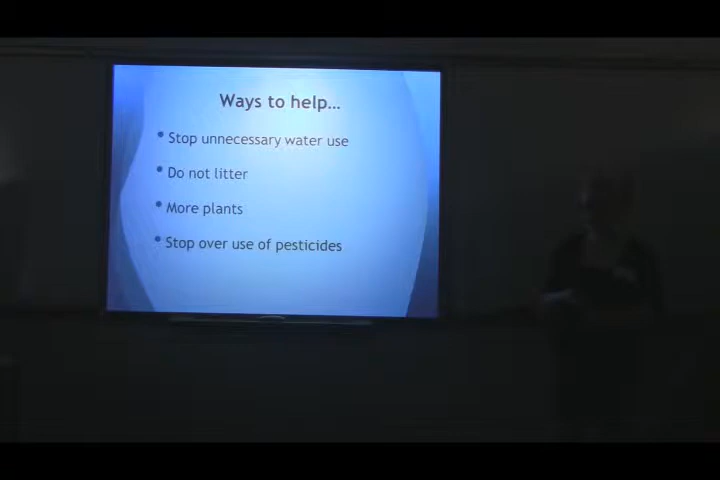 Ways to help...
• Stop unnecessary water use
• Do not litter
• More plants
• Stop over use of pesticides